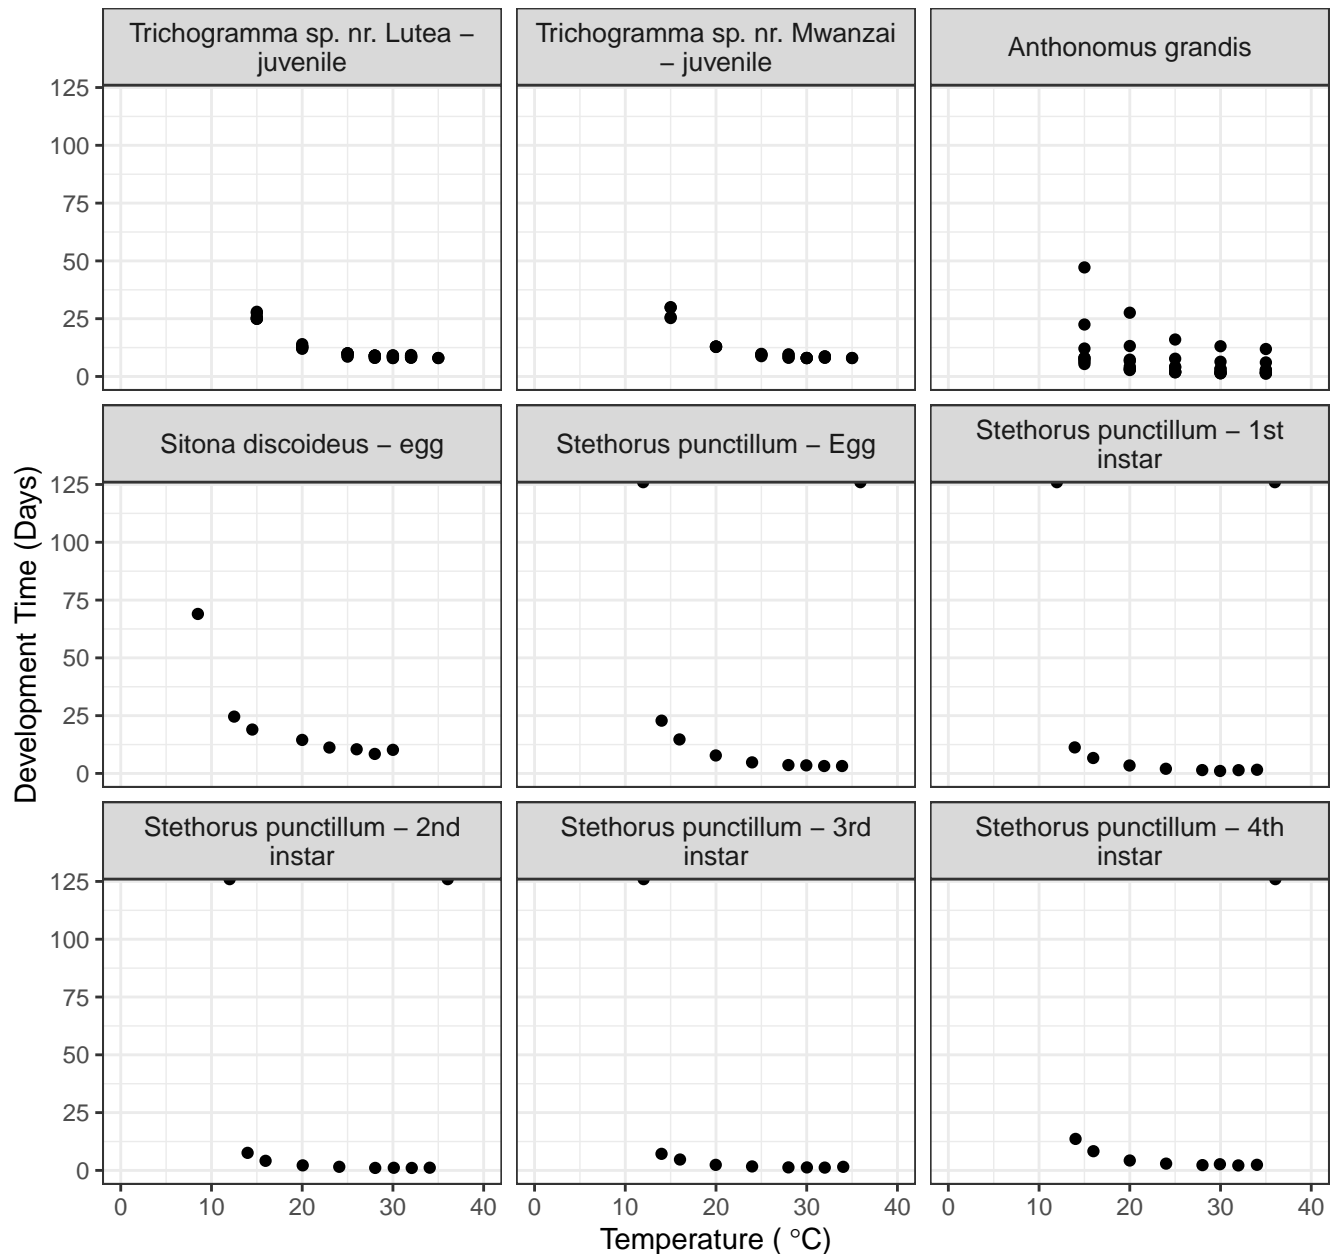 Trichogramma sp. nr. Lutea –
juvenile
Trichogramma sp. nr. Mwanzai
– juvenile
Anthonomus grandis
125
100
75
50
25
0
Sitona discoideus – egg
Stethorus punctillum – Egg
Stethorus punctillum – 1st
instar
125
100
75
50
25
0
Development Time (Days)
Stethorus punctillum – 2nd
instar
Stethorus punctillum – 3rd
instar
Stethorus punctillum – 4th
instar
125
100
75
50
25
0
0 10 20 30 40
0 10 20 30 40
0 10 20 30 40
Temperature ( °C)